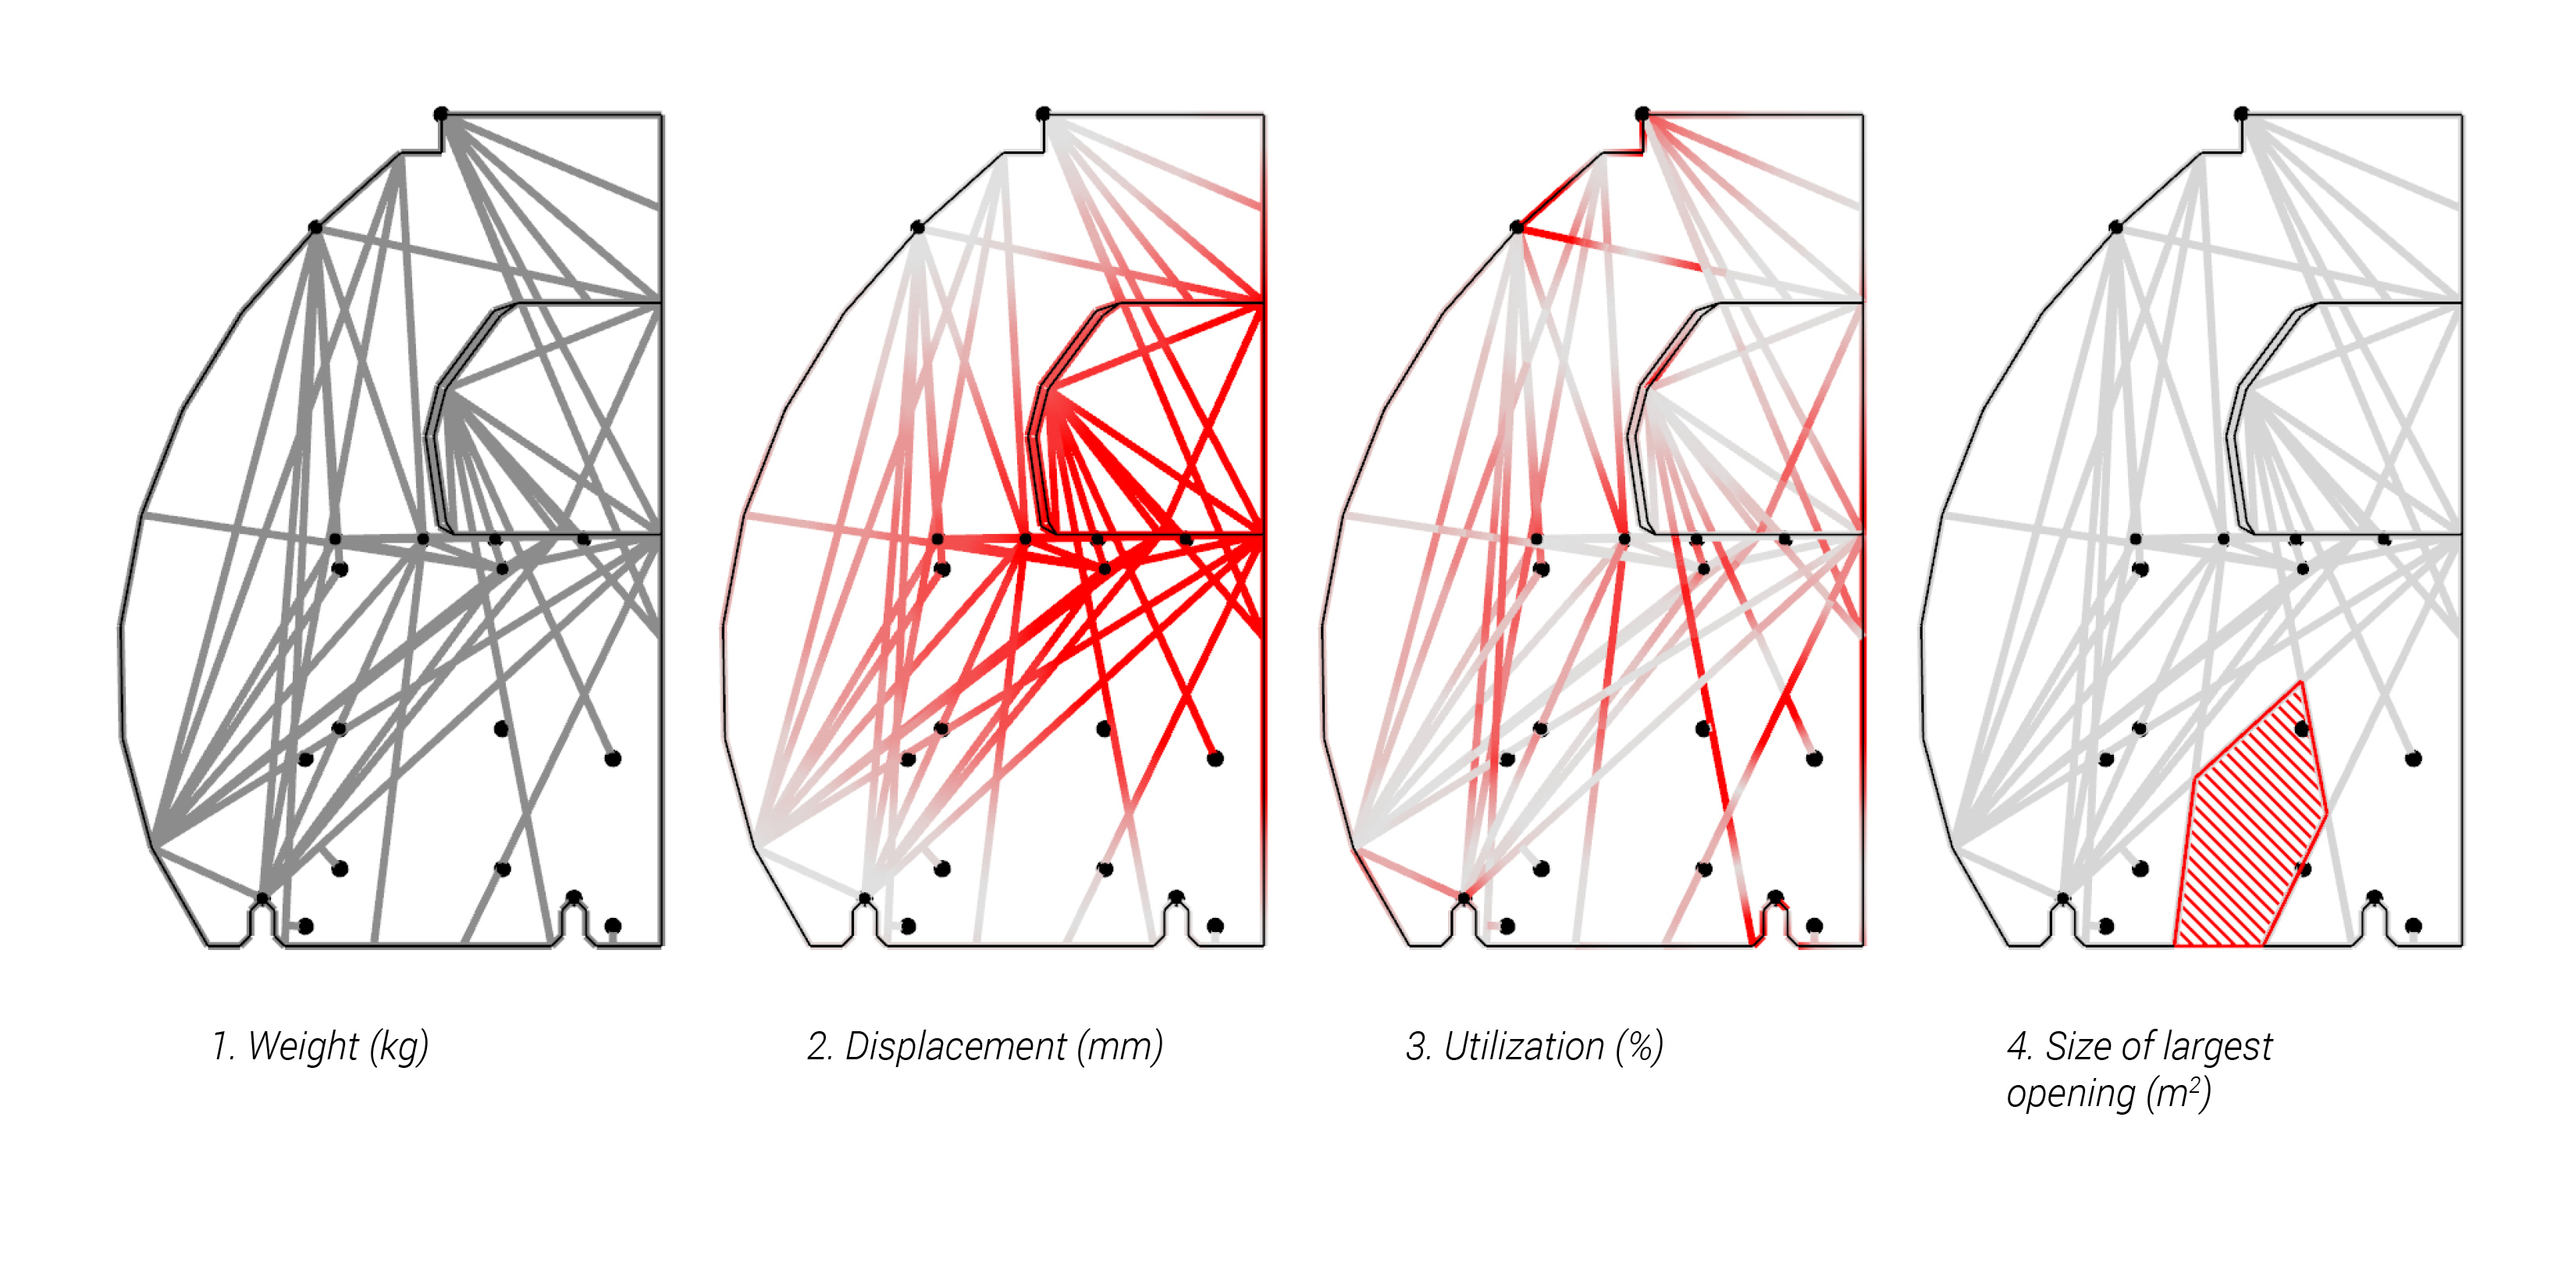 1. Weight (kg)
2. Displacement (mm)
3. Utilization (%)
4. Size of largest
opening (m²)